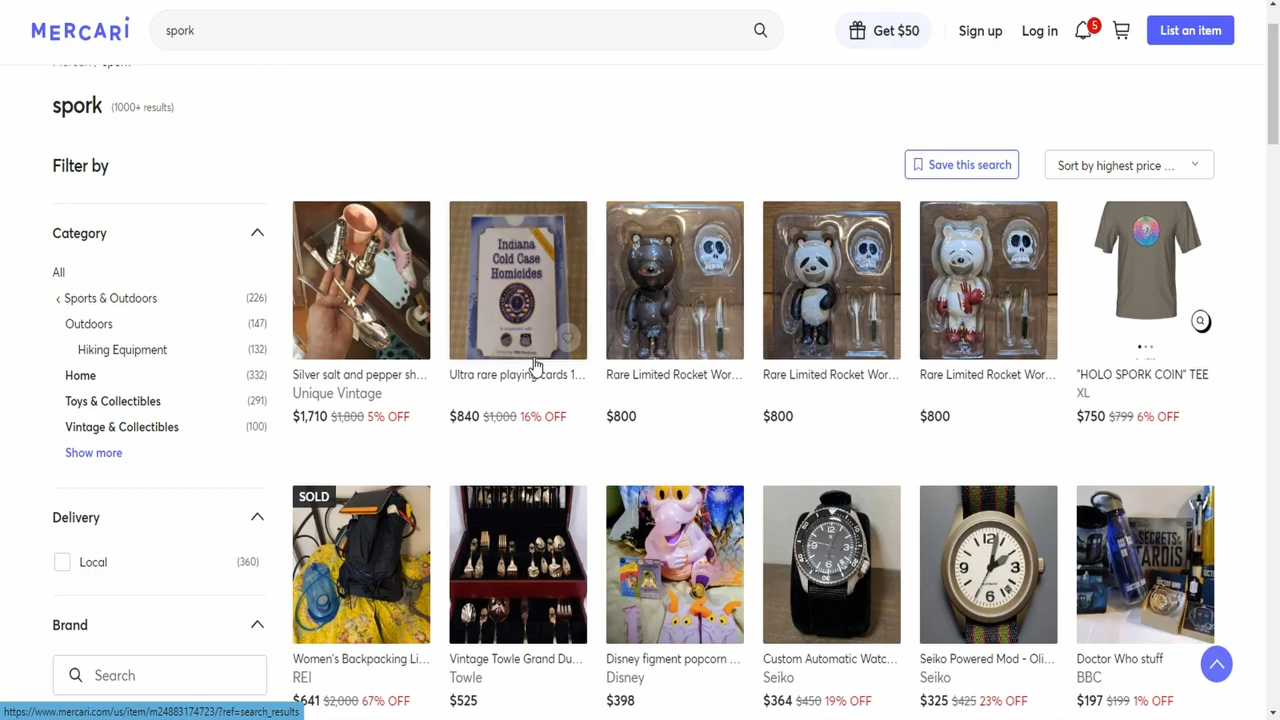 MERCARI
spork
Get $50
Sign up
Log in
5
List an item
spork
(1000+ results)
Filter by
Save this search
Sort by highest price ...
Category
All
Sports & Outdoors
(226)
Outdoors
(147)
Hiking Equipment
(132)
Home
(332)
Toys & Collectibles
(291)
Vintage & Collectibles
(100)
Show more
Indiana
Cold Case
Homicides
Silver salt and pepper sh...
Unique Vintage
$1,710 $1,800 5% OFF
Ultra rare playing cards 1...
$840 $1,000 16% OFF
Rare Limited Rocket Wor...
$800
Rare Limited Rocket Wor...
$800
Rare Limited Rocket Wor...
$800
"HOLO SPORK COIN" TEE
XL
$750 $799 6% OFF
Delivery
Local
(360)
Brand
Search
SOLD
Women's Backpacking Li...
REI
$641 $2,000 67% OFF
Vintage Towle Grand Du...
Towle
$525
Disney figment popcorn ...
Disney
$398
Custom Automatic Watc...
Seiko
$364 $450 19% OFF
Seiko Powered Mod - Oli...
Seiko
$325 $425 23% OFF
SECRETS
TARDIS
Doctor Who stuff
BBC
$197 $199 1% OFF
https://www.mercari.com/us/item/m24883174723/?ref=search_results